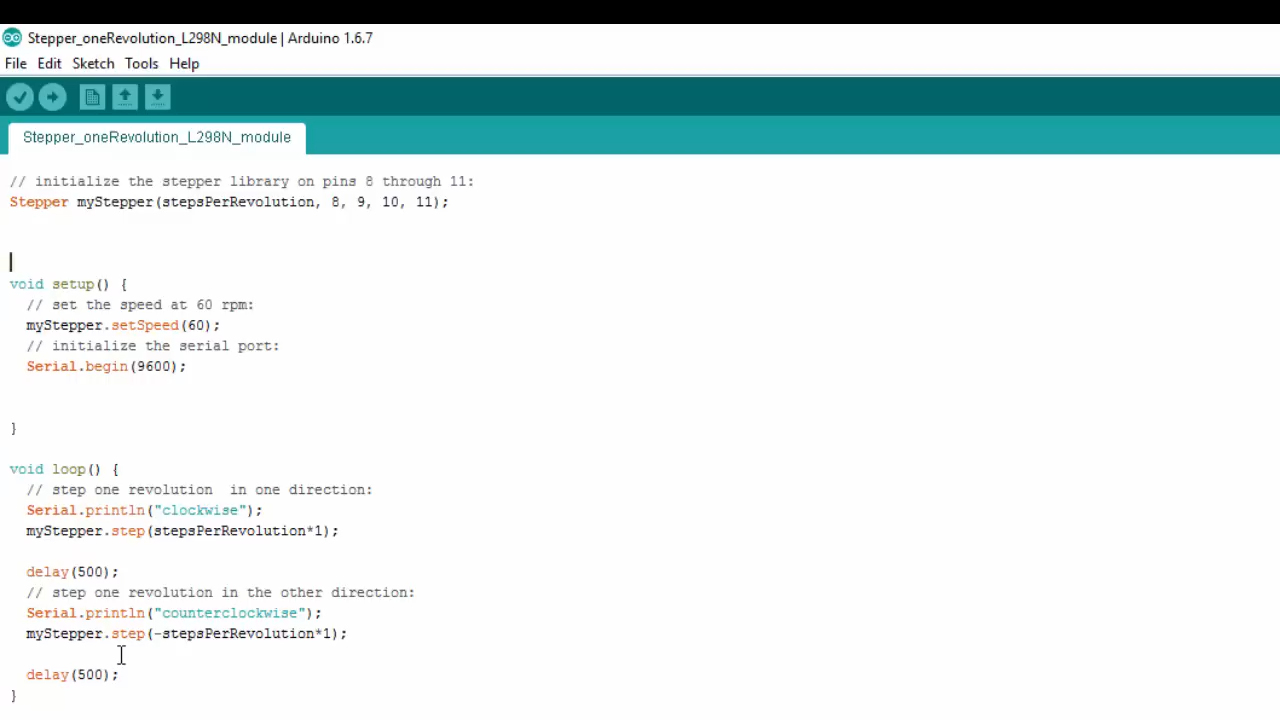 Stepper_oneRevolution_L298N_module | Arduino 1.6.7
File Edit Sketch Tools Help
Stepper_oneRevolution_L298N_module
// initialize the stepper library on pins 8 through 11:
Stepper myStepper(stepsPerRevolution, 8, 9, 10, 11);
void setup() {
  // set the speed at 60 rpm:
  myStepper.setSpeed(60);
  // initialize the serial port:
  Serial.begin(9600);
}
void loop() {
  // step one revolution  in one direction:
  Serial.println("clockwise");
  myStepper.step(stepsPerRevolution*1);
  delay(500);
  // step one revolution in the other direction:
  Serial.println("counterclockwise");
  myStepper.step(-stepsPerRevolution*1);
  delay(500);
}